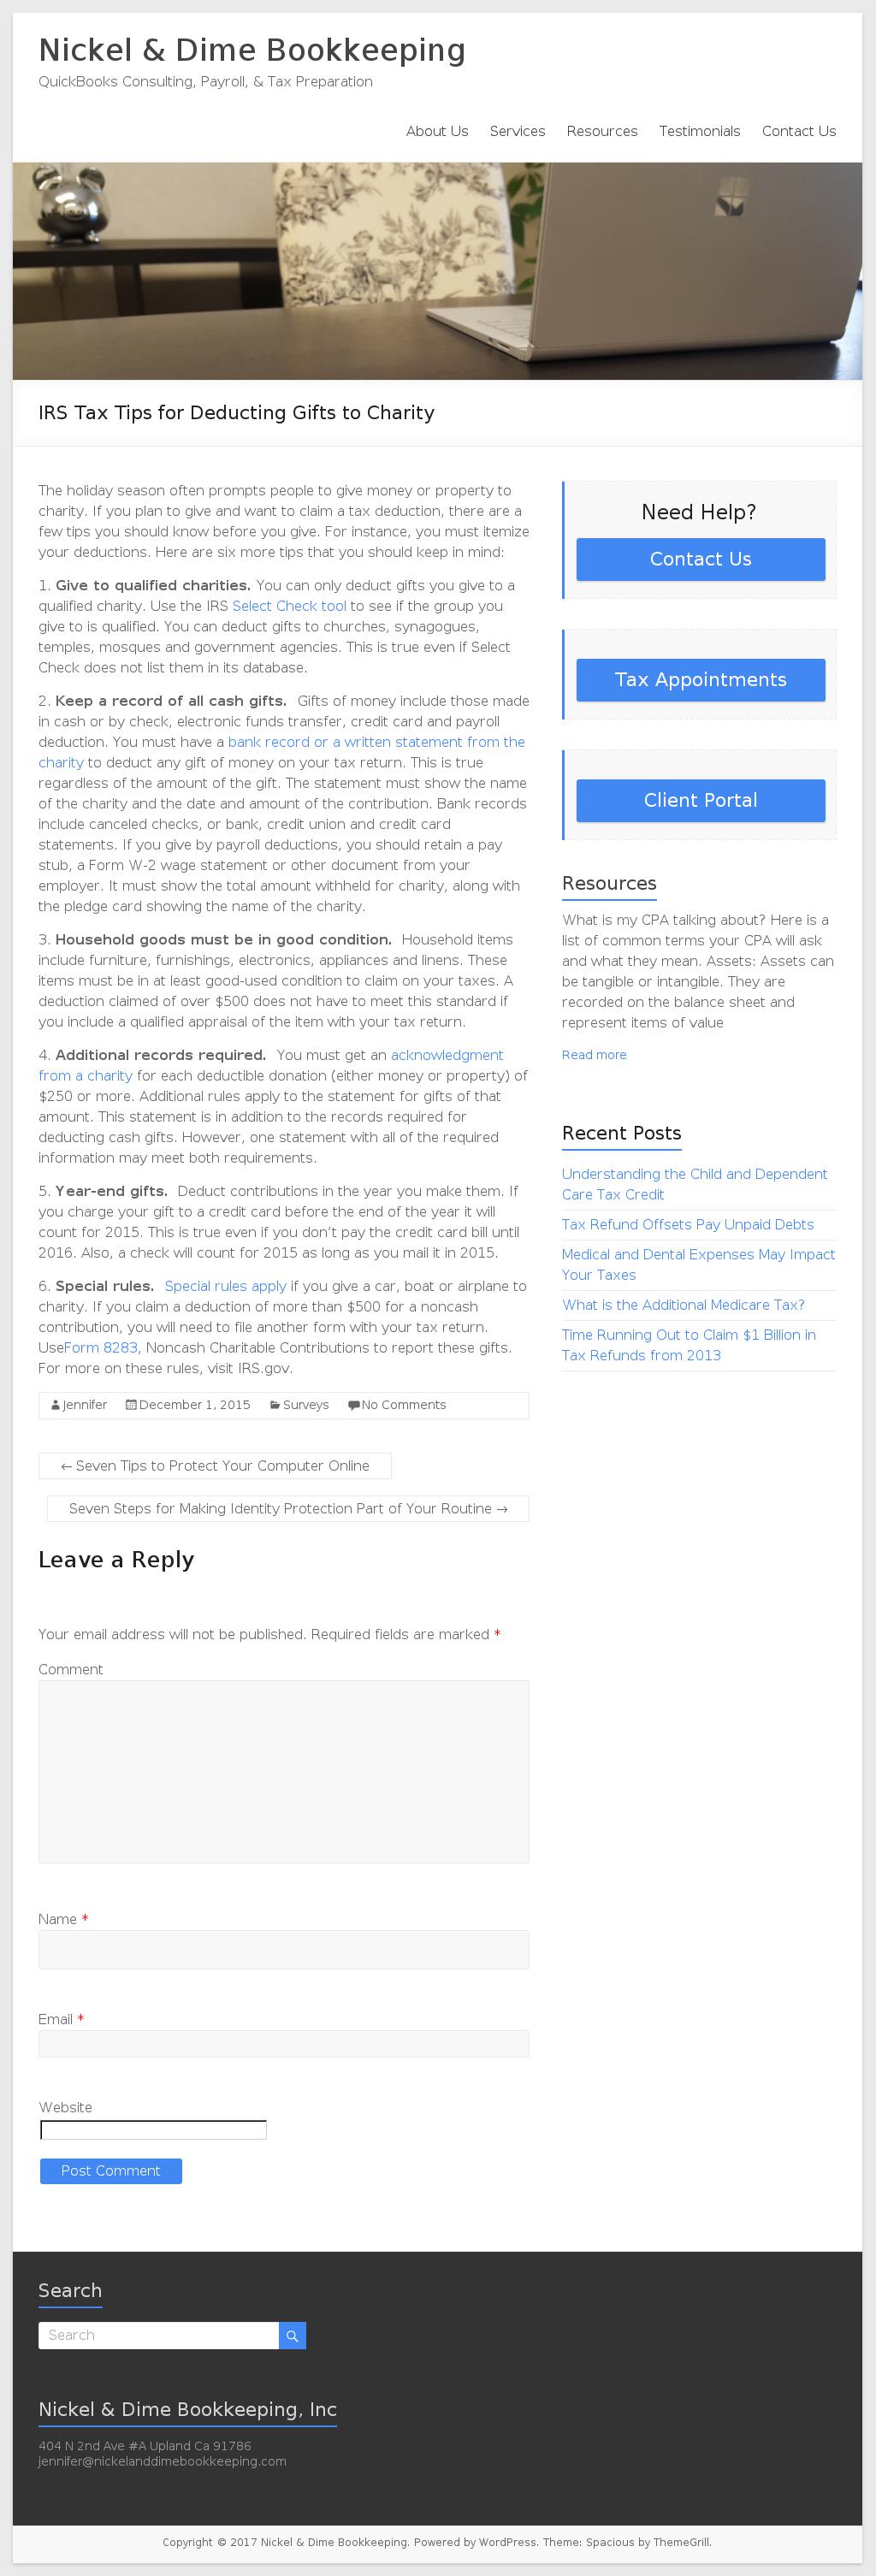 Nickel & Dime Bookkeeping
QuickBooks Consulting, Payroll, & Tax Preparation
About Us Services Resources Testimonials Contact Us
IRS Tax Tips for Deducting Gifts to Charity
The holiday season often prompts people to give money or property to
charity. If you plan to give and want to claim a tax deduction, there are a
few tips you should know before you give. For instance, you must itemize
your deductions. Here are six more tips that you should keep in mind:
1. Give to qualified charities. You can only deduct gifts you give to a
qualified charity. Use the IRS Select Check tool to see if the group you
give to is qualified. You can deduct gifts to churches, synagogues,
temples, mosques and government agencies. This is true even if Select
Check does not list them in its database.
2. Keep a record of all cash gifts.  Gifts of money include those made
in cash or by check, electronic funds transfer, credit card and payroll
deduction. You must have a bank record or a written statement from the
charity to deduct any gift of money on your tax return. This is true
regardless of the amount of the gift. The statement must show the name
of the charity and the date and amount of the contribution. Bank records
include canceled checks, or bank, credit union and credit card
statements. If you give by payroll deductions, you should retain a pay
stub, a Form W-2 wage statement or other document from your
employer. It must show the total amount withheld for charity, along with
the pledge card showing the name of the charity.
3. Household goods must be in good condition.  Household items
include furniture, furnishings, electronics, appliances and linens. These
items must be in at least good-used condition to claim on your taxes. A
deduction claimed of over $500 does not have to meet this standard if
you include a qualified appraisal of the item with your tax return.
4. Additional records required.  You must get an acknowledgment
from a charity for each deductible donation (either money or property) of
$250 or more. Additional rules apply to the statement for gifts of that
amount. This statement is in addition to the records required for
deducting cash gifts. However, one statement with all of the required
information may meet both requirements.
5. Year-end gifts.  Deduct contributions in the year you make them. If
you charge your gift to a credit card before the end of the year it will
count for 2015. This is true even if you don’t pay the credit card bill until
2016. Also, a check will count for 2015 as long as you mail it in 2015.
6. Special rules.  Special rules apply if you give a car, boat or airplane to
charity. If you claim a deduction of more than $500 for a noncash
contribution, you will need to file another form with your tax return.
UseForm 8283, Noncash Charitable Contributions to report these gifts.
For more on these rules, visit IRS.gov.
Jennifer December 1, 2015 Surveys No Comments
← Seven Tips to Protect Your Computer Online
Seven Steps for Making Identity Protection Part of Your Routine →
Leave a Reply
Your email address will not be published. Required fields are marked *
Comment
Name *
Email *
Website
Post Comment
Need Help?
Contact Us
Tax Appointments
Client Portal
Resources
What is my CPA talking about? Here is a
list of common terms your CPA will ask
and what they mean. Assets: Assets can
be tangible or intangible. They are
recorded on the balance sheet and
represent items of value
Read more
Recent Posts
Understanding the Child and Dependent
Care Tax Credit
Tax Refund Offsets Pay Unpaid Debts
Medical and Dental Expenses May Impact
Your Taxes
What is the Additional Medicare Tax?
Time Running Out to Claim $1 Billion in
Tax Refunds from 2013
Search
Search
Nickel & Dime Bookkeeping, Inc
404 N 2nd Ave #A Upland Ca 91786
jennifer@nickelanddimebookkeeping.com
Copyright © 2017 Nickel & Dime Bookkeeping. Powered by WordPress. Theme: Spacious by ThemeGrill.